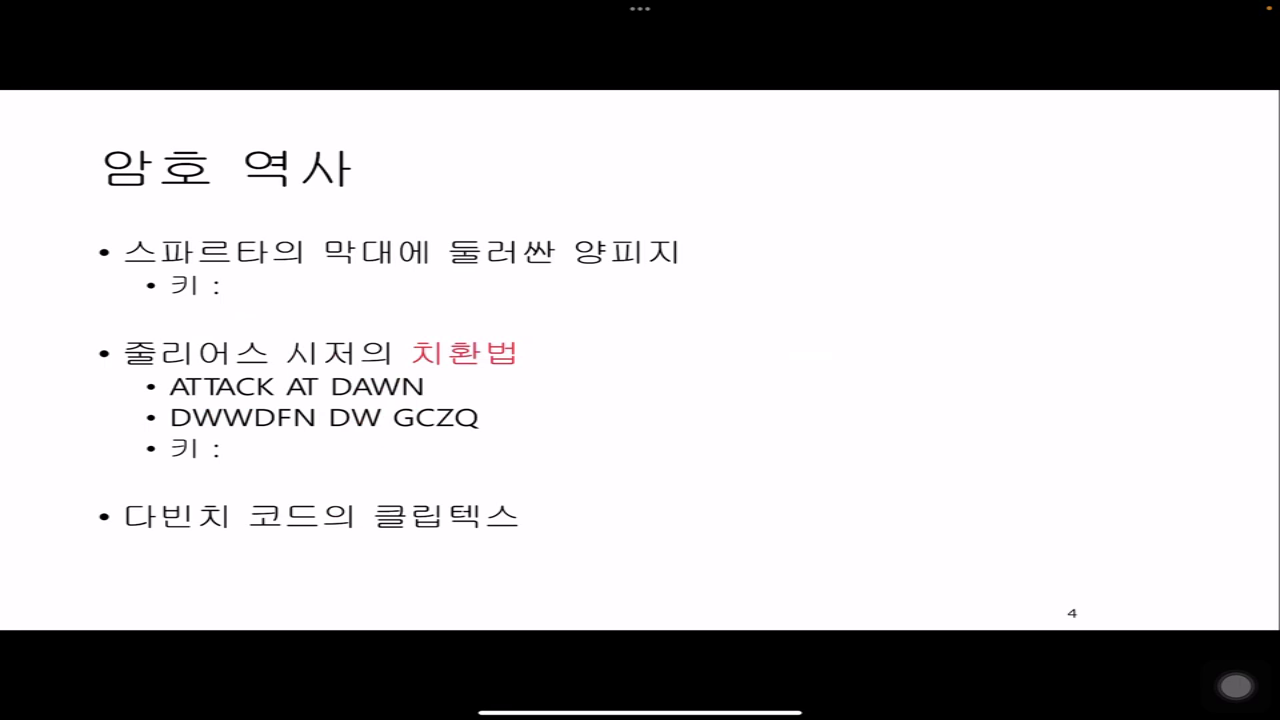 암호 역사
• 스파르타의 막대에 둘러싼 양피지
• 키 :
• 줄리어스 시저의 치환법
• ATTACK AT DAWN
• DWWDFN DW GCZQ
• 키 :
• 다빈치 코드의 클립텍스
4